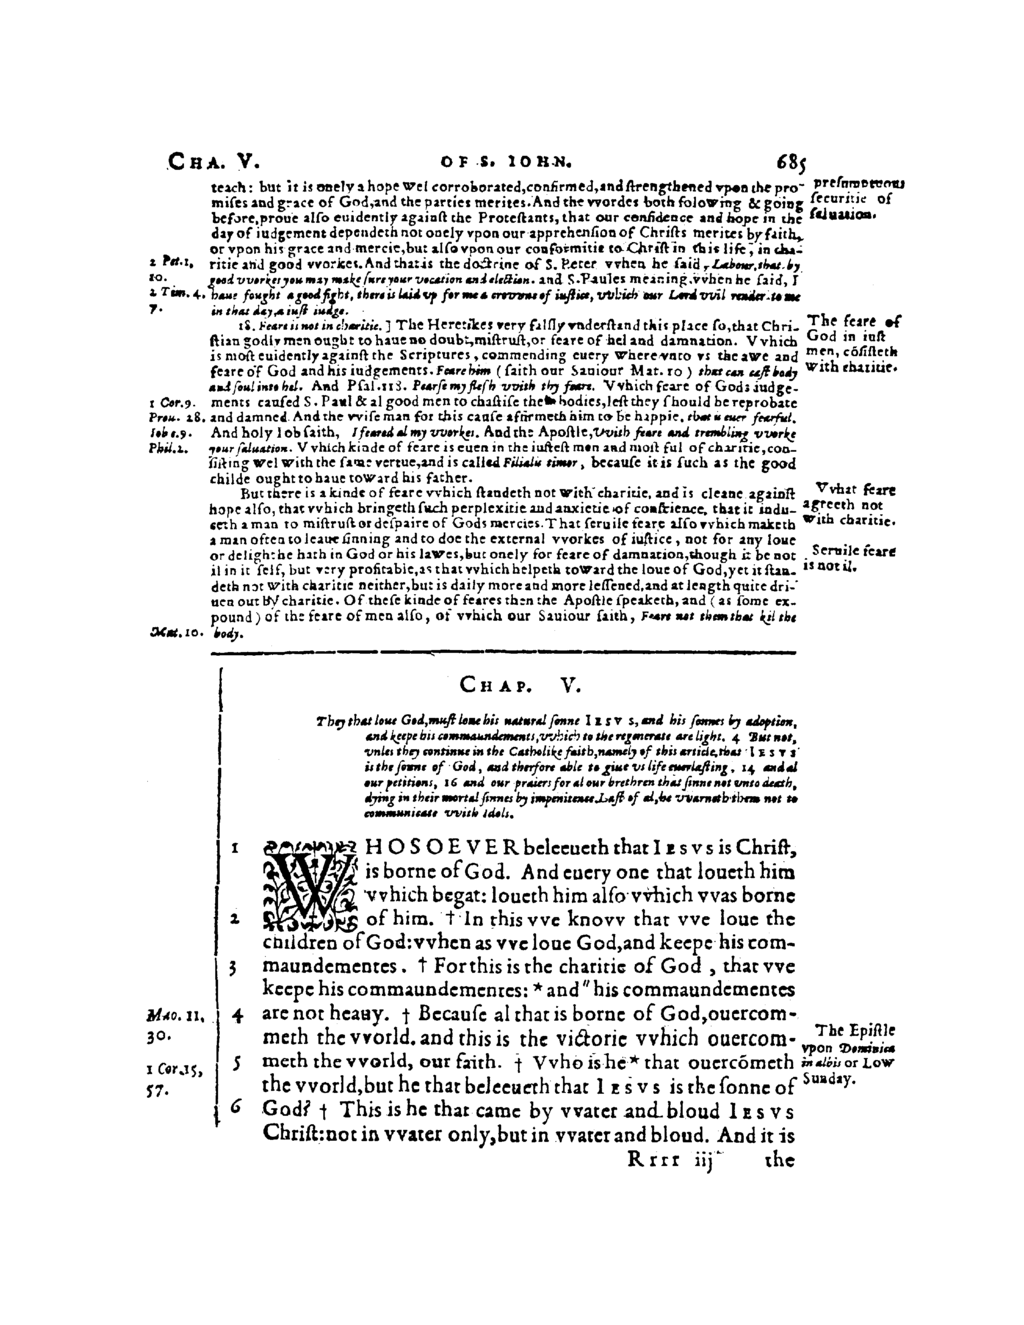 CHA. V. OF S. IOHN. 685
teach: but it is onely a hope wel corroborated,confirmed,and ſtrengthened vpon the pro-
miſes and grace of God,and the parties merites.And the vvordes both folowing & going
before,proue alſo euidently againſt the Proteſtants, that our confidence and hope in the
day of iudgement dependeth not onely vpon our apprehenſion of Chriſts merites by faith,
or vpon his grace and mercie,but alſo vpon our conformitie to Chriſt in this life, in cha-
ritie and good vvorkes.And that is the doctrine of S. Peter vvhen he ſaid, Labour,that by
good vvorkes you may make ſure your vocation and election. and S.Paules meaning,vvhen he ſaid, I
haue fought a good fight, there is laid vp for me a crovvne of iuſtice, vvhich our Lord vvil render to me
in that day,a iuſt iudge.
preſumptuous
ſecuritie of
ſaluation.
2 Pet.1,
10.
2 Tim.4,
7.
18. Feare is not in charitie. ] The Heretikes very falſly vnderſtand this place ſo,that Chri-
ſtian godly men ought to haue no doubt,miſtruſt,or feare of hel and damnation. Vvhich
is moſt euidently againſt the Scriptures, commending euery where vnto vs the awe and
feare of God and his iudgements. Feare him (ſaith our Sauiour Mat. 10) that can caſt body
and ſoul into hel. And Pſal.118. Pearſe my fleſh vvith thy feare. Vvhich feare of Gods iudge-
ments cauſed S. Paul & al good men to chaſtiſe their bodies,leſt they ſhould be reprobate
and damned. And the vviſe man for this cauſe affirmeth him to be happie, that is euer fearful.
And holy Iob ſaith, I feared al my vvorkes. And the Apoſtle,Vvith feare and trembling vvorke
your ſaluation. Vvhich kinde of feare is euen in the iuſteſt men and moſt ful of charitie,con-
ſiſting wel with the ſame vertue,and is called Filialis timor, becauſe it is ſuch as the good
childe ought to haue toward his father.
The feare of
God in iuſt
men, cõſiſteth
with charitie.
1 Cor.9.
Prou. 28.
Iob c.9.
Phil.2.
But there is a kinde of feare vvhich ſtandeth not with charitie, and is cleane againſt
hope alſo, that vvhich bringeth ſuch perplexitie and anxietie of conſcience, that it indu-
ceth a man to miſtruſt or deſpaire of Gods mercies.That ſeruile feare alſo vvhich maketh
a man often to leaue ſinning and to doe the external vvorkes of iuſtice, not for any loue
or delight he hath in God or his lawes,but onely for feare of damnation,though it be not
il in it ſelf, but very profitable,as that vvhich helpeth toward the loue of God,yet it ſtan-
deth not with charitie neither,but is daily more and more leſſened,and at length quite dri-
uen out by charitie. Of theſe kinde of feares then the Apoſtle ſpeaketh, and (as ſome ex-
pound) of the feare of men alſo, of vvhich our Sauiour ſaith, Feare not them that kil the
body.
Vvhat feare
agreeth not
with charitie.
Seruile feare
is not il.
Mat.10.
CHAP. V.
They that loue God,muſt loue his natural ſonne IESVS, and his ſonnes by adoption,
and keepe his commaundements,vvhich to the regenerate are light. 4 But not,
vnles they continue in the Catholike faith,namely of this article,that IESVS
is the ſonne of God, and therfore able to giue vs life euerlaſting, 14 and al
our petitions, 16 and our praiers for al our brethren that ſinne not vnto death,
dying in their mortal ſinnes by impenitence.Laſt of al,he vvarneth them not to
communicate vvith Idols.
1 WHOSOEVER beleeueth that IESVS is Chriſt,
is borne of God. And euery one that loueth him
vvhich begat: loueth him alſo vvhich vvas borne
2 of him. † In this vve knovv that vve loue the
children of God:vvhen as vve loue God,and keepe his com-
3 maundementes. † For this is the charitie of God, that vve
keepe his commaundementes: * and "his commaundementes
4 are not heauy. † Becauſe al that is borne of God,ouercom-
meth the vvorld. and this is the victorie vvhich ouercom-
5 meth the vvorld, our faith. † Vvho is he * that ouercõmeth
the vvorld,but he that beleeueth that IESVS is the ſonne of
6 God? † This is he that came by vvater and bloud IESVS
Chriſt:not in vvater only,but in vvater and bloud. And it is
Mat. 11,
30.
1 Cor.15,
57.
The Epiſtle
vpon Dominica
in albis or Low
Sunday.
Rrrr iij the